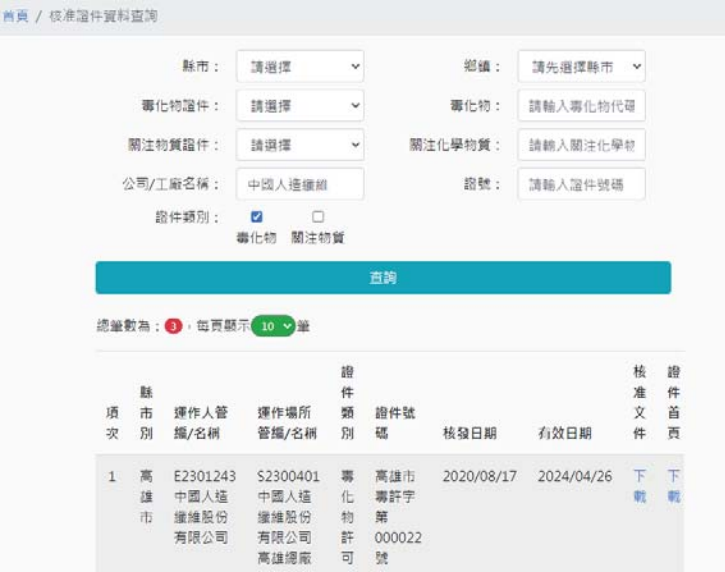 首頁 / 核准證件資料查詢
縣市： 請選擇 鄉鎮： 請先選擇縣市
毒化物證件： 請選擇 毒化物： 請輸入毒化物代碼
關注物質證件： 請選擇 關注化學物質： 請輸入關注化學物
公司/工廠名稱： 中國人造纖維 證號： 請輸入證件號碼
證件類別：
毒化物 關注物質
查詢
總筆數為：3，每頁顯示 10 筆
項次 縣市別 運作人管編/名稱 運作場所管編/名稱 證件類別 證件號碼 核發日期 有效日期 核准文件 證件首頁
1 高雄市 E2301243 中國人造纖維股份有限公司 S2300401 中國人造纖維股份有限公司高雄總廠 毒化物許可 高雄市毒許字第000022號 2020/08/17 2024/04/26 下載 下載